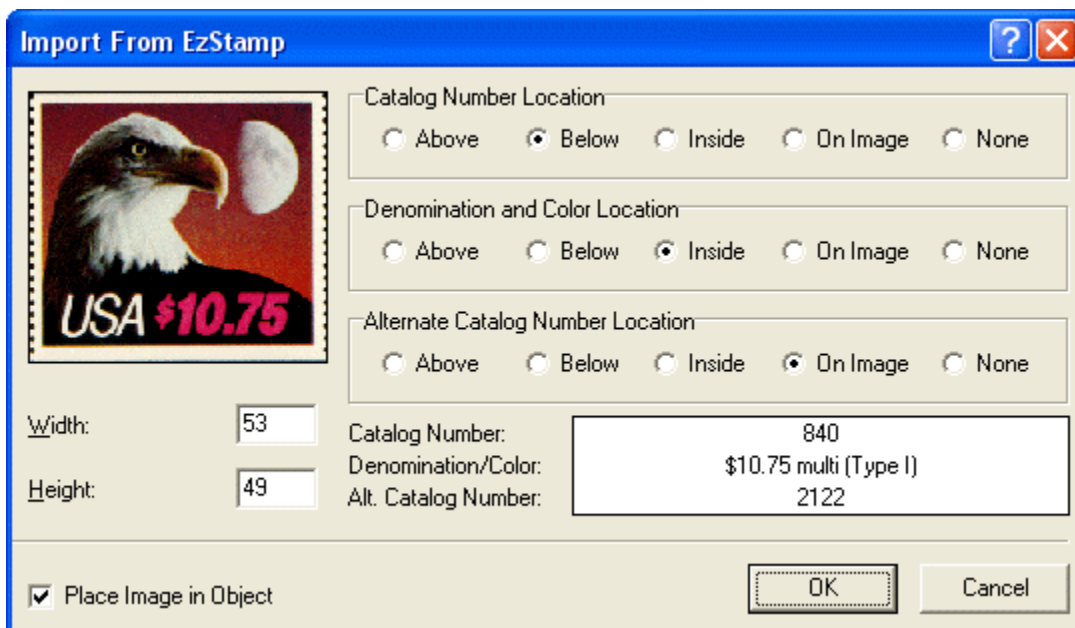 Import From EzStamp
USA $10.75
Catalog Number Location
Above Below Inside On Image None
Denomination and Color Location
Above Below Inside On Image None
Alternate Catalog Number Location
Above Below Inside On Image None
Width: 53
Height: 49
Catalog Number: 840
Denomination/Color: $10.75 multi (Type I)
Alt. Catalog Number: 2122
Place Image in Object
OK Cancel